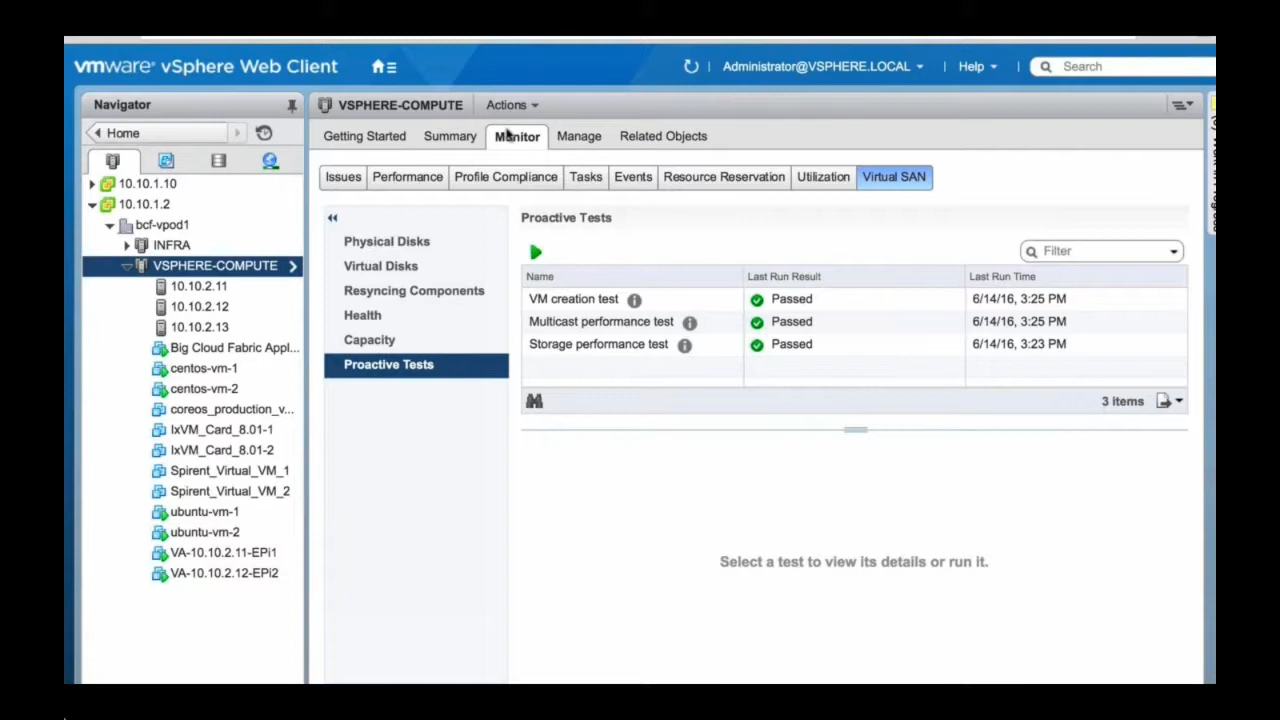 vmware® vSphere Web Client
Administrator@VSPHERE.LOCAL
Help
Search
Navigator
Home
10.10.1.10
10.10.1.2
bcf-vpod1
INFRA
VSPHERE-COMPUTE
10.10.2.11
10.10.2.12
10.10.2.13
Big Cloud Fabric Appl...
centos-vm-1
centos-vm-2
coreos_production_v...
IxVM_Card_8.01-1
IxVM_Card_8.01-2
Spirent_Virtual_VM_1
Spirent_Virtual_VM_2
ubuntu-vm-1
ubuntu-vm-2
VA-10.10.2.11-EPi1
VA-10.10.2.12-EPi2
VSPHERE-COMPUTE Actions
Getting Started Summary Monitor Manage Related Objects
Issues Performance Profile Compliance Tasks Events Resource Reservation Utilization Virtual SAN
Physical Disks
Virtual Disks
Resyncing Components
Health
Capacity
Proactive Tests
Proactive Tests
Filter
Name Last Run Result Last Run Time
VM creation test Passed 6/14/16, 3:25 PM
Multicast performance test Passed 6/14/16, 3:25 PM
Storage performance test Passed 6/14/16, 3:23 PM
3 items
Select a test to view its details or run it.